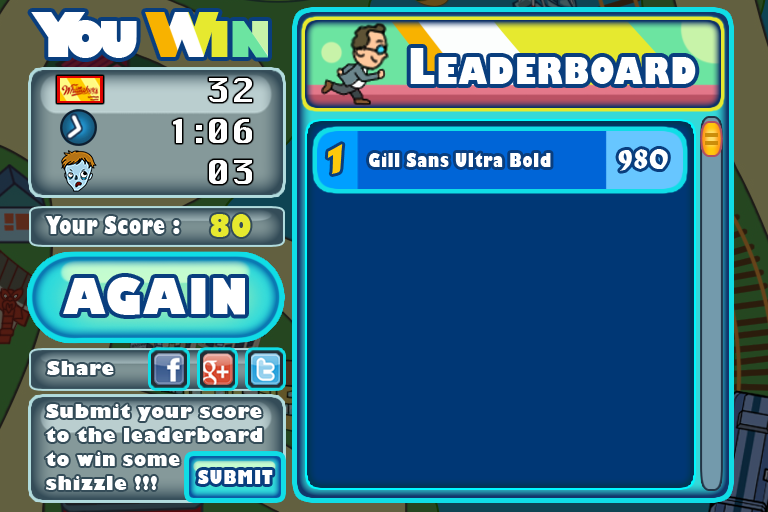 You Win
Whittakers
32
1:06
03
Your Score : 80
AGAIN
Share
f
g+
t
Submit your score
to the leaderboard
to win some
shizzle !!!
SUBMIT
LEADERBOARD
1 Gill Sans Ultra Bold 980